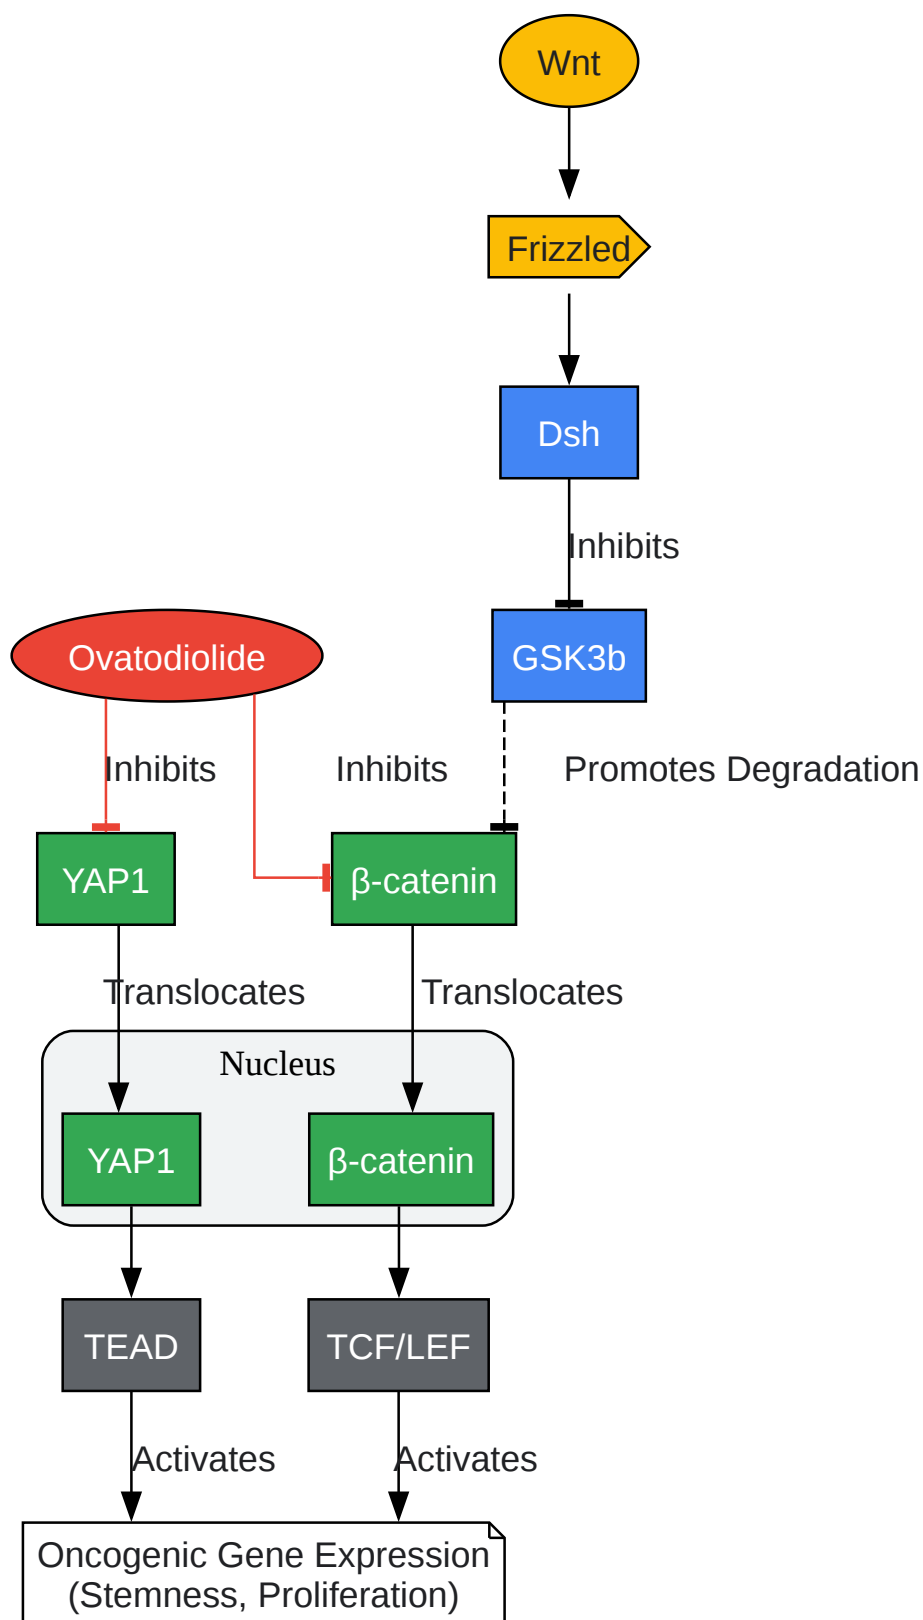 Wnt
Frizzled
Dsh
Inhibits
Ovatodiolide
GSK3b
Inhibits
Inhibits
Promotes Degradation
YAP1
β-catenin
Translocates
Translocates
Nucleus
YAP1
β-catenin
TEAD
TCF/LEF
Activates
Activates
Oncogenic Gene Expression
(Stemness, Proliferation)